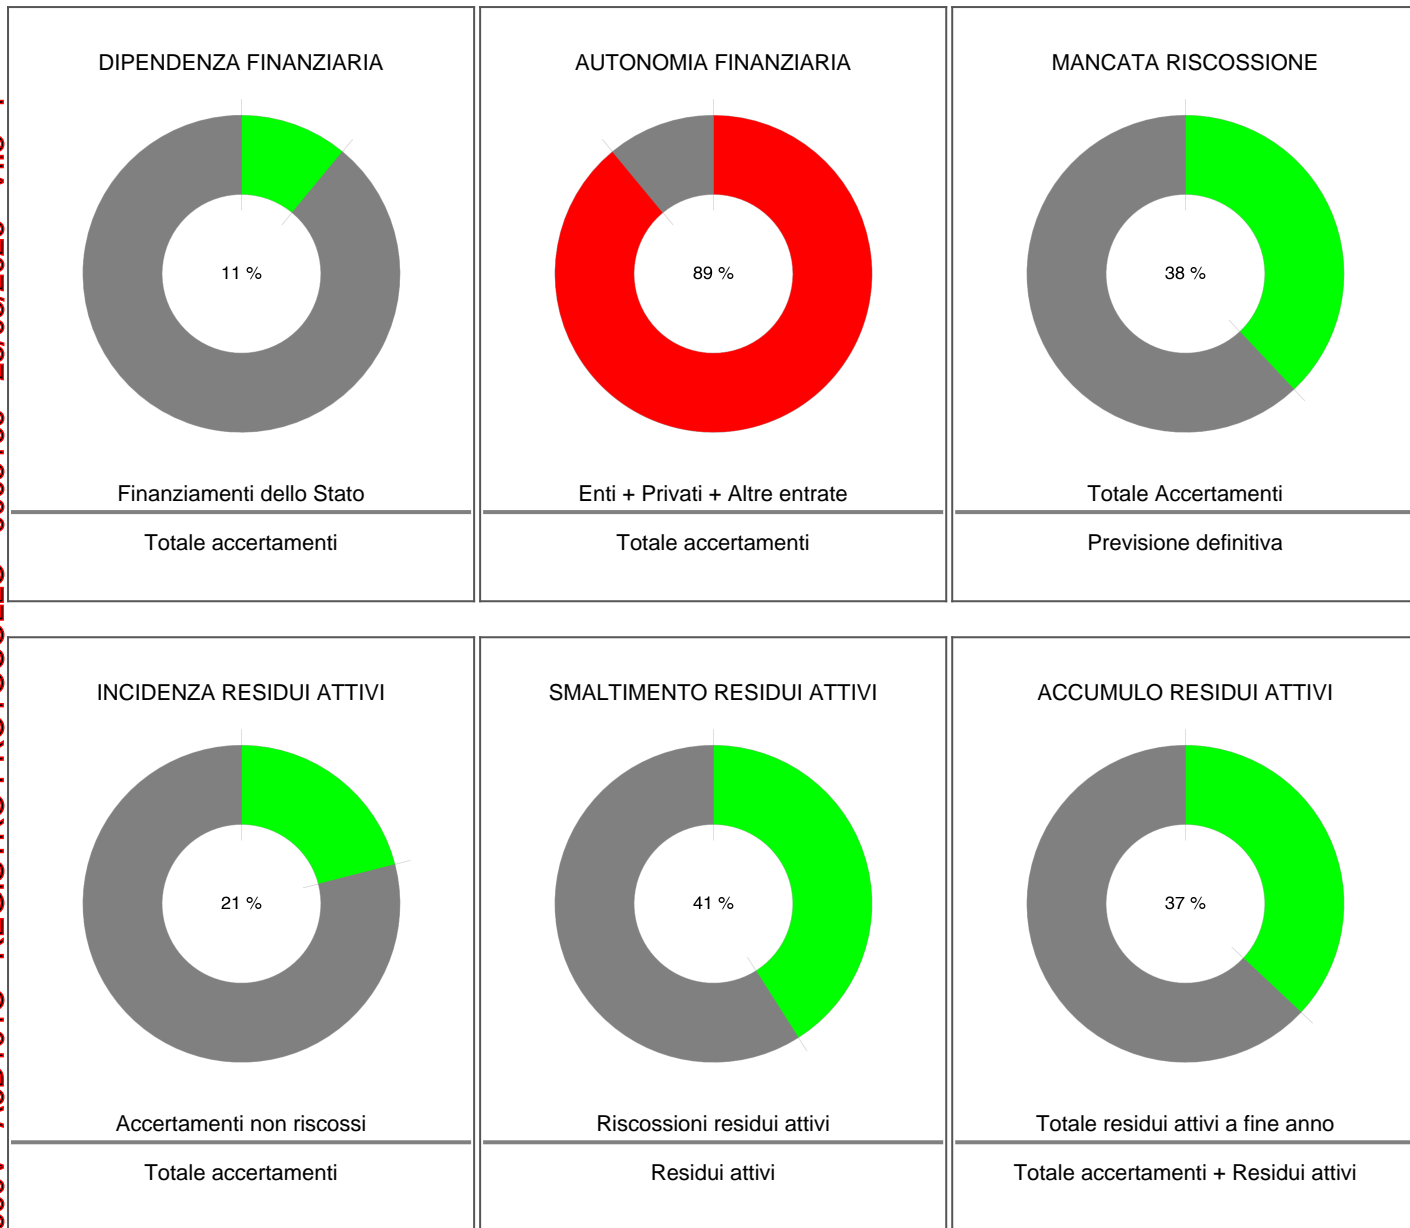 DIPENDENZA FINANZIARIA
11 %
Finanziamenti dello Stato
Totale accertamenti
AUTONOMIA FINANZIARIA
89 %
Enti + Privati + Altre entrate
Totale accertamenti
MANCATA RISCOSSIONE
38 %
Totale Accertamenti
Previsione definitiva
INCIDENZA RESIDUI ATTIVI
21 %
Accertamenti non riscossi
Totale accertamenti
SMALTIMENTO RESIDUI ATTIVI
41 %
Riscossioni residui attivi
Residui attivi
ACCUMULO RESIDUI ATTIVI
37 %
Totale residui attivi a fine anno
Totale accertamenti + Residui attivi